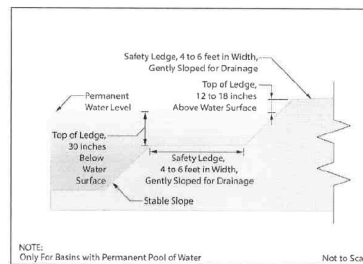 Safety Ledge, 4 to 6 feet in Width,
Gently Sloped for Drainage
Top of Ledge,
12 to 18 inches
Above Water Surface
Permanent
Water Level
Top of Ledge,
30 inches
Below
Water
Surface
Safety Ledge,
4 to 6 feet in Width,
Gently Sloped for Drainage
Stable Slope
NOTE:
Only For Basins with Permanent Pool of Water
Not to Sca